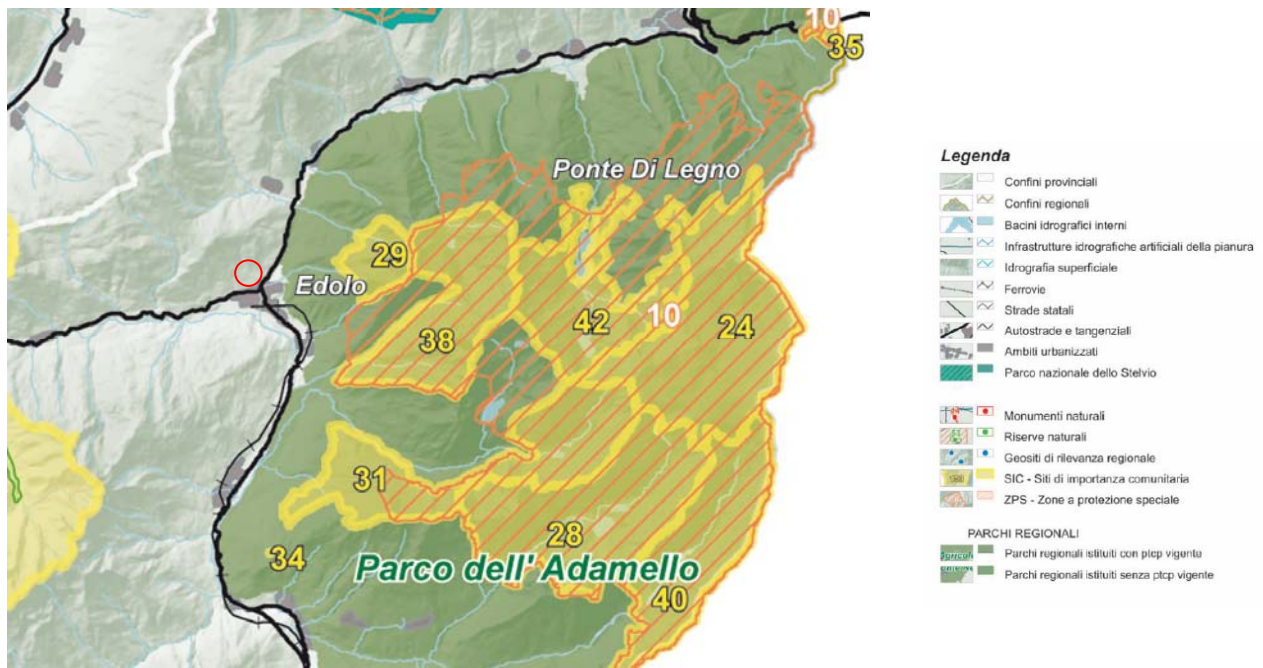 10
35
Ponte Di Legno
29
Edolo
42
10
24
38
31
28
34
Parco dell' Adamello
40
Legenda
Confini provinciali
Confini regionali
Bacini idrografici interni
Infrastrutture idrografiche artificiali della pianura
Idrografia superficiale
Ferrovie
Strade statali
Autostrade e tangenziali
Ambiti urbanizzati
Parco nazionale dello Stelvio
Monumenti naturali
Riserve naturali
Geositi di rilevanza regionale
SIC - Siti di importanza comunitaria
ZPS - Zone a protezione speciale
PARCHI REGIONALI
Parchi regionali istituiti con ptcp vigente
Parchi regionali istituiti senza ptcp vigente